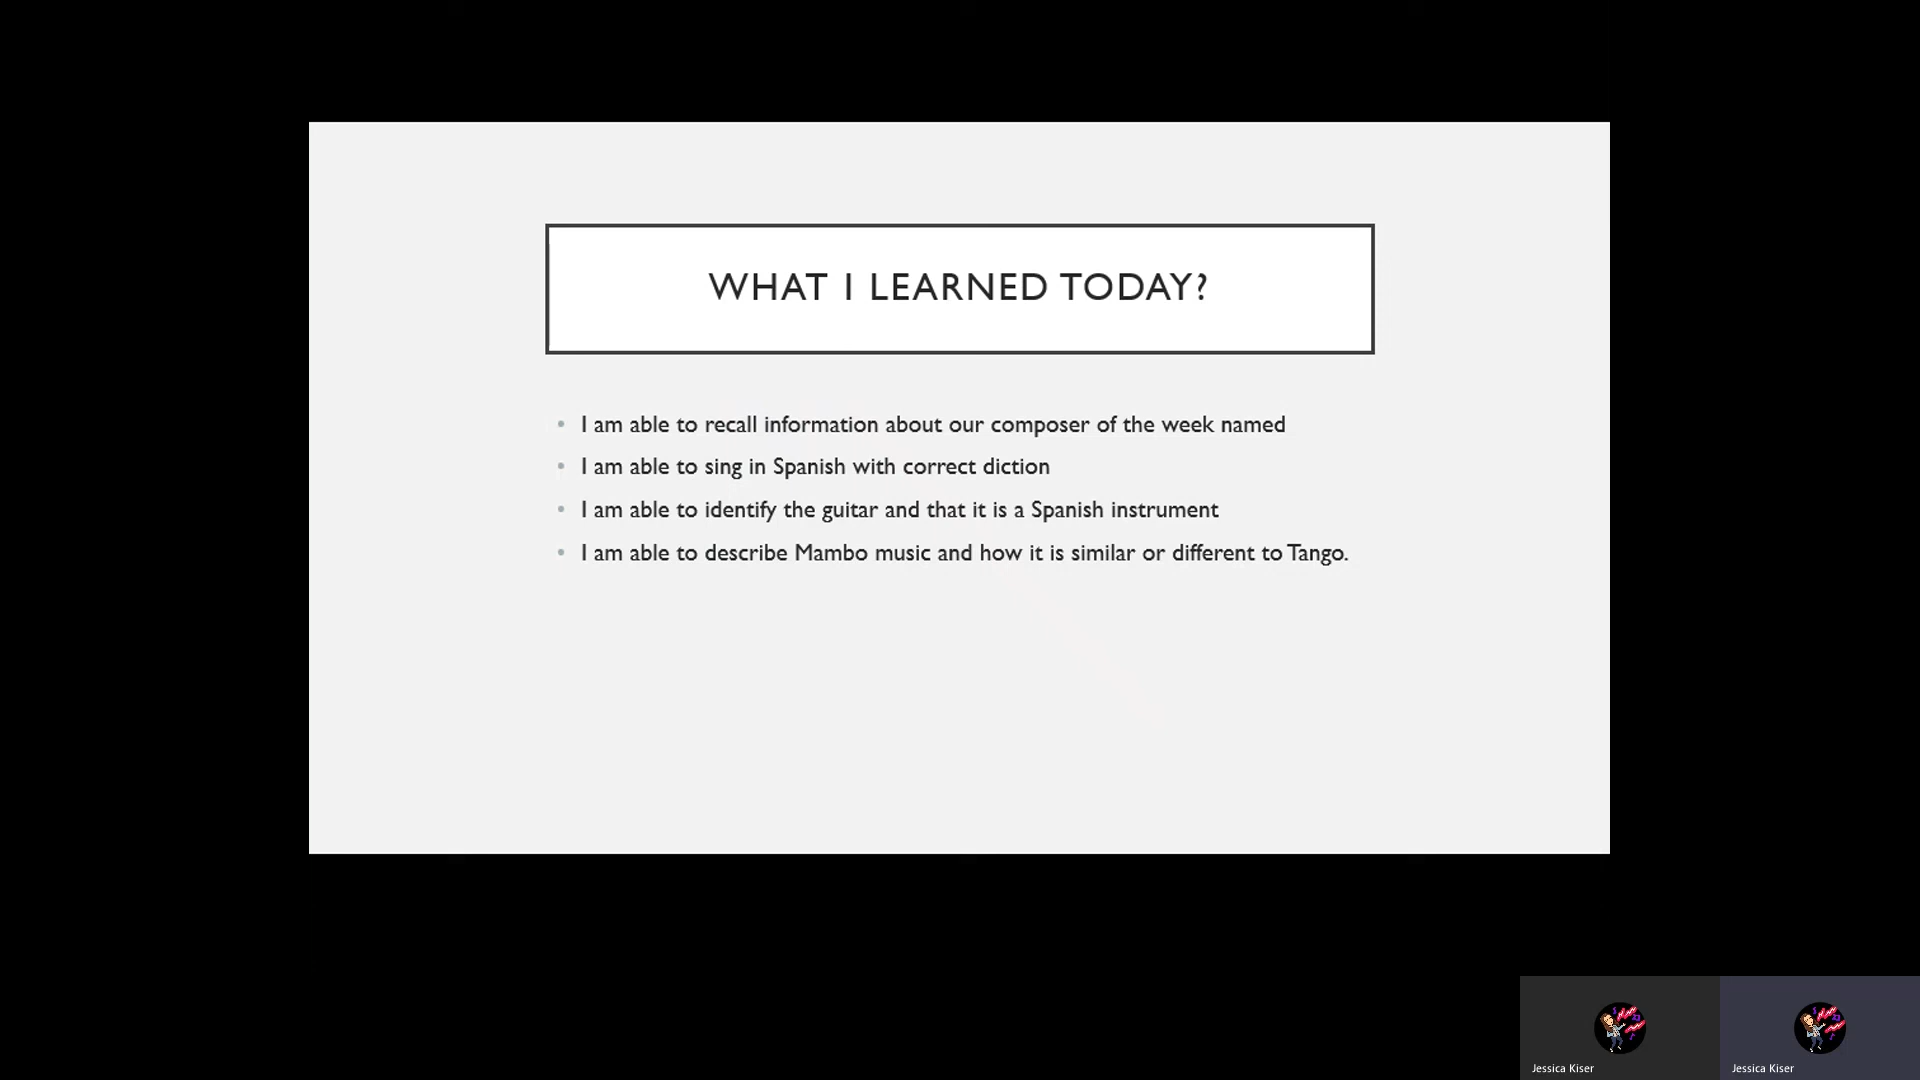 WHAT I LEARNED TODAY?
• I am able to recall information about our composer of the week named
• I am able to sing in Spanish with correct diction
• I am able to identify the guitar and that it is a Spanish instrument
• I am able to describe Mambo music and how it is similar or different to Tango.
Jessica Kiser
Jessica Kiser